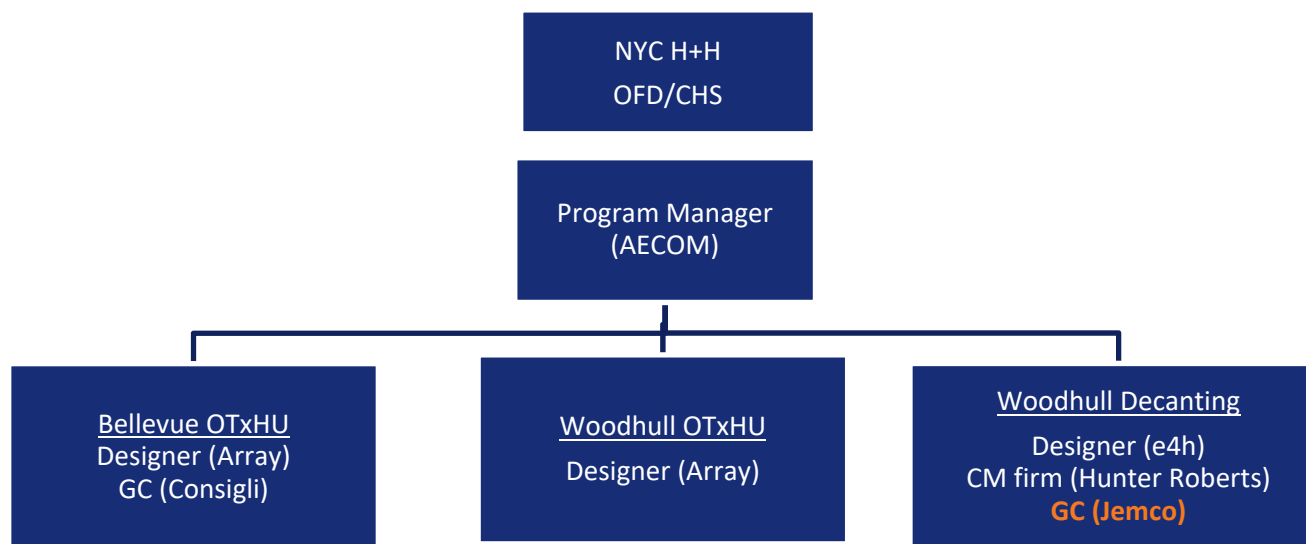 NYC H+H
OFD/CHS
Program Manager
(AECOM)
Bellevue OTxHU
Designer (Array)
GC (Consigli)
Woodhull OTxHU
Designer (Array)
Woodhull Decanting
Designer (e4h)
CM firm (Hunter Roberts)
GC (Jemco)